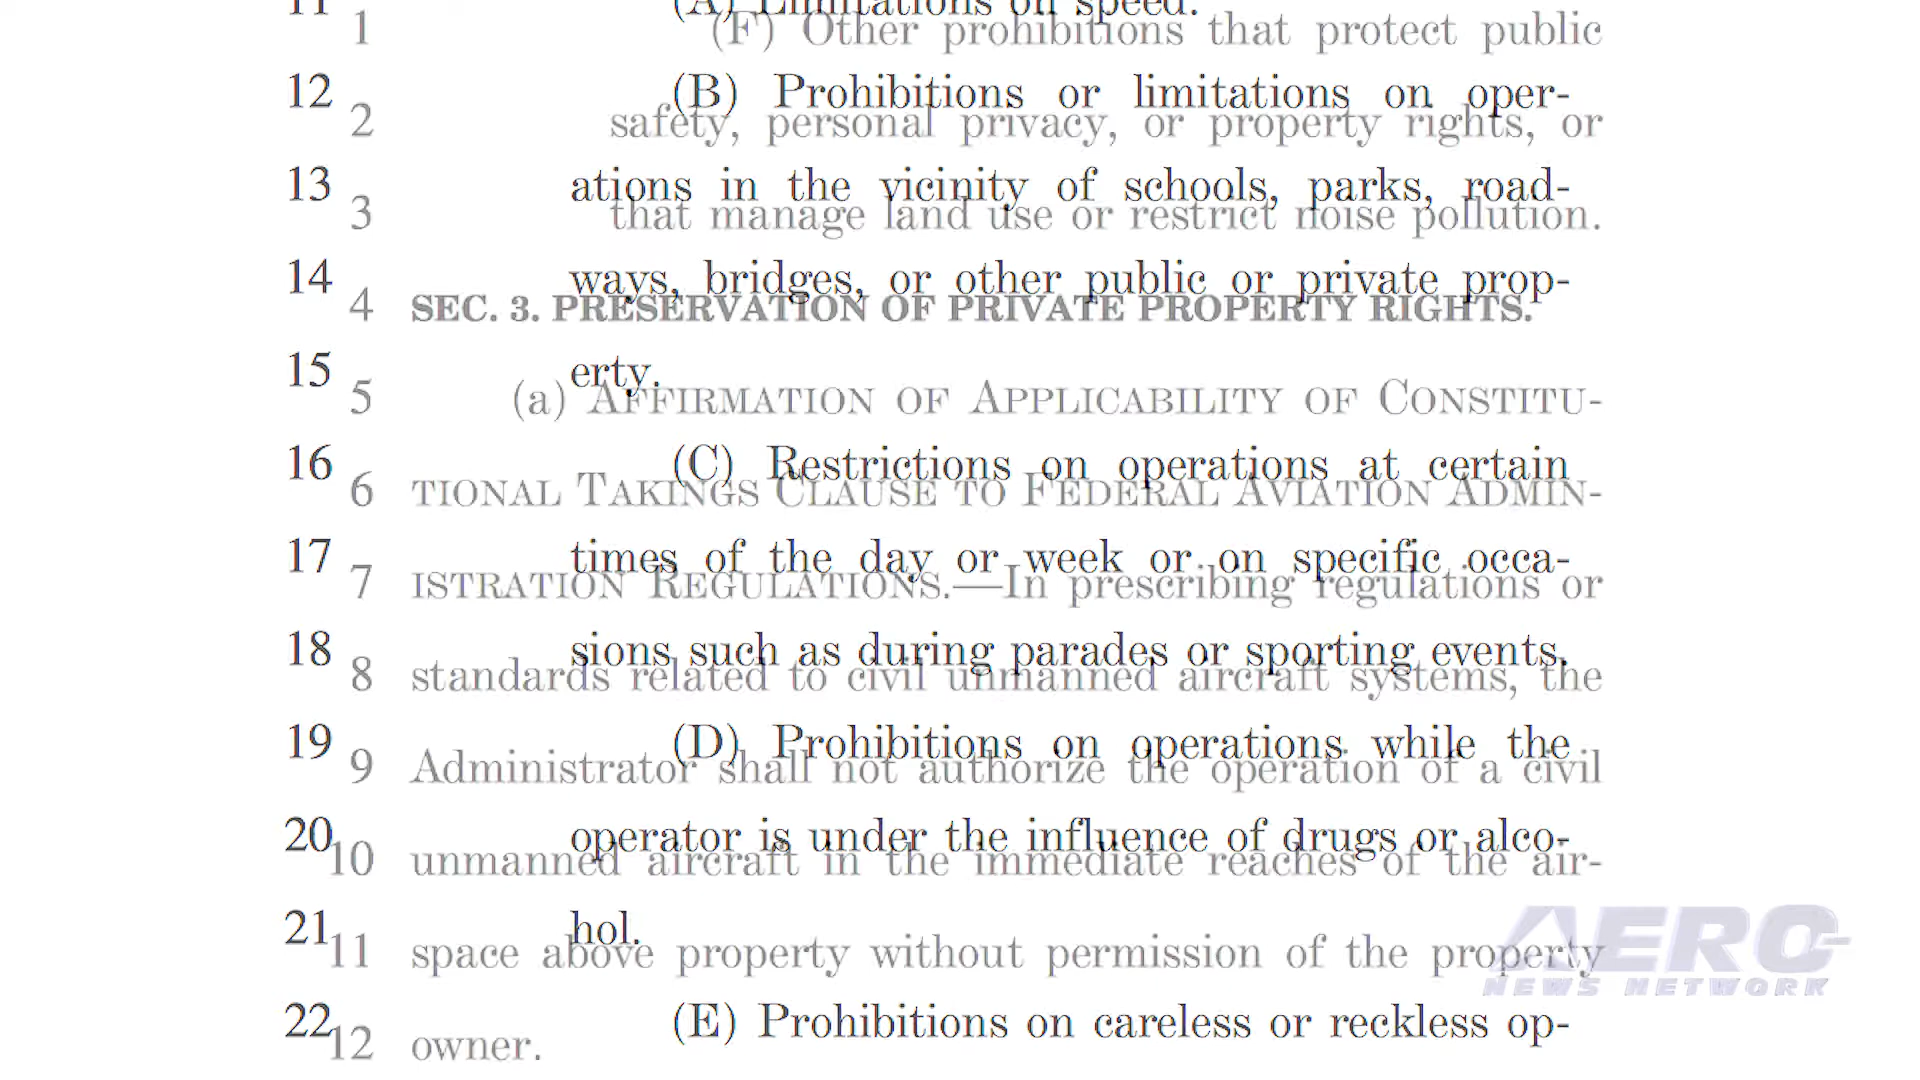 11 (A) Limitations on speed.
12 (B) Prohibitions or limitations on oper-
13 ations in the vicinity of schools, parks, road-
14 ways, bridges, or other public or private prop-
15 erty.
16 (C) Restrictions on operations at certain
17 times of the day or week or on specific occa-
18 sions such as during parades or sporting events.
19 (D) Prohibitions on operations while the
20 operator is under the influence of drugs or alco-
21 hol.
22 (E) Prohibitions on careless or reckless op-
1 (F) Other prohibitions that protect public
2 safety, personal privacy, or property rights, or
3 that manage land use or restrict noise pollution.
4 SEC. 3. PRESERVATION OF PRIVATE PROPERTY RIGHTS.
5 (a) AFFIRMATION OF APPLICABILITY OF CONSTITU-
6 TIONAL TAKINGS CLAUSE TO FEDERAL AVIATION ADMIN-
7 ISTRATION REGULATIONS.—In prescribing regulations or
8 standards related to civil unmanned aircraft systems, the
9 Administrator shall not authorize the operation of a civil
10 unmanned aircraft in the immediate reaches of the air-
11 space above property without permission of the property
12 owner.
AERO
NEWS NETWORK